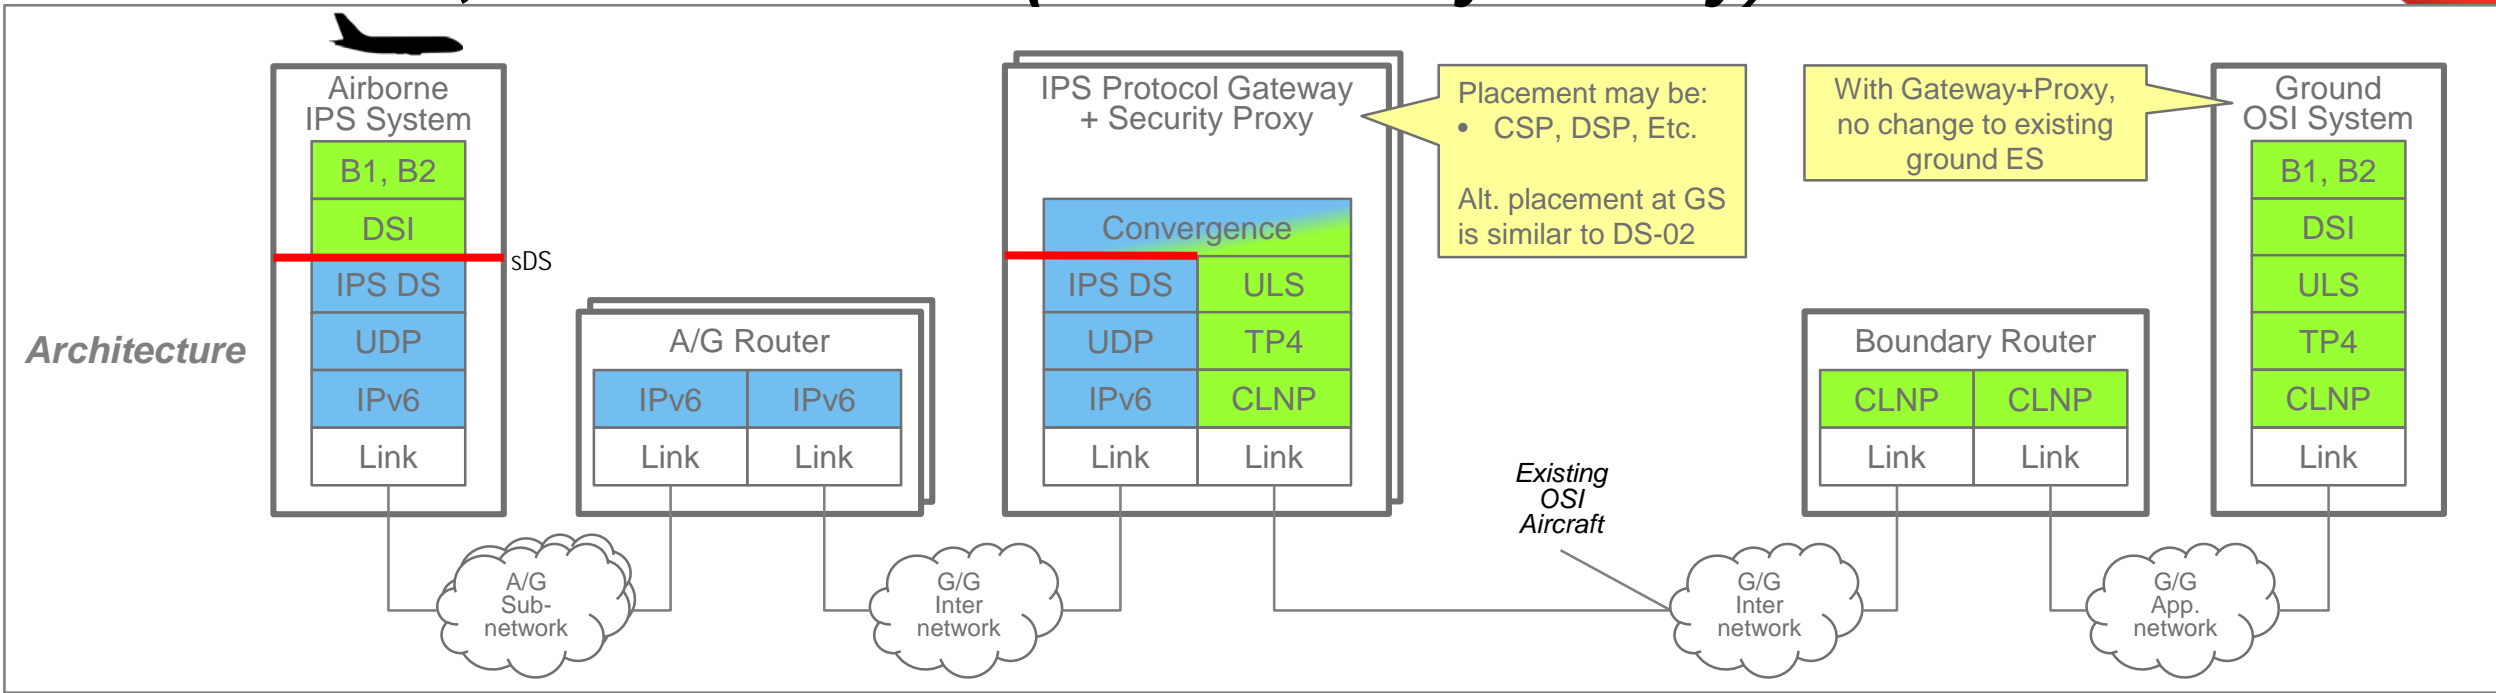 Architecture
Airborne
IPS System
B1, B2
DSI
sDS
IPS DS
UDP
IPv6
Link
A/G
Sub-
network
A/G Router
IPv6 IPv6
Link Link
G/G
Inter
network
IPS Protocol Gateway
+ Security Proxy
Convergence
IPS DS ULS
UDP TP4
IPv6 CLNP
Link Link
Placement may be:
• CSP, DSP, Etc.
Alt. placement at GS
is similar to DS-02
Existing
OSI
Aircraft
G/G
Inter
network
With Gateway+Proxy,
no change to existing
ground ES
Boundary Router
CLNP CLNP
Link Link
G/G
App.
network
Ground
OSI System
B1, B2
DSI
ULS
TP4
CLNP
Link